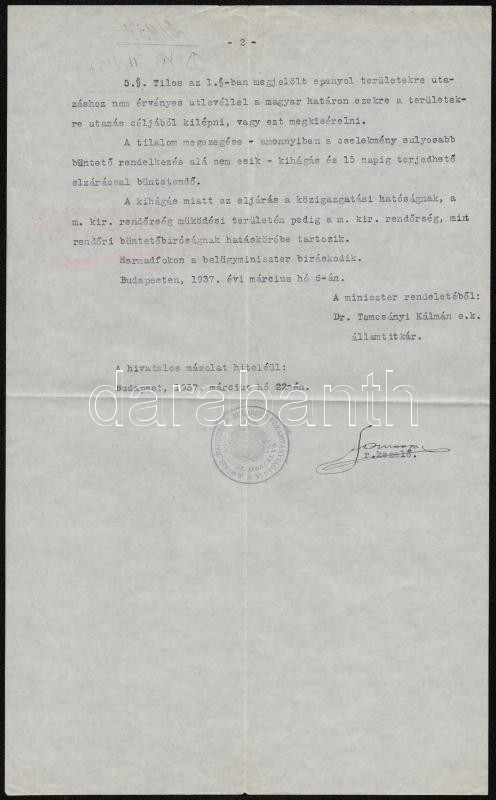 - 2 -
5.§. Tilos az 1.§-ban megjelölt spanyol területekre uta-
záshoz nem érvényes utlevéllel a magyar határon ezekre a területek-
re utazás céljából kilépni, vagy ezt megkisérelni.
A tilalom megszegése - amennyiben a cselekmény sulyosabb
büntető rendelkezés alá nem esik - kihágás és 15 napig terjedhető
elzárással büntetendő.
A kihágás miatt az eljárás a közigazgatási hatóságnak, a
m. kir. rendőrség müködési területén pedig a m. kir. rendőrség, mint
rendőri büntetőbiróságnak hatáskörébe tartozik.
Harmadfokon a belügyminiszter biráskodik.
Budapesten, 1937. évi március hó 6-án.
A miniszter rendeletéből:
Dr. Tomcsányi Kálmán s.k.
államtitkár.
A hivatalos másolat hiteléül:
Budapest, 1937. március hó 22-én.
darabanth
r.kezelő.